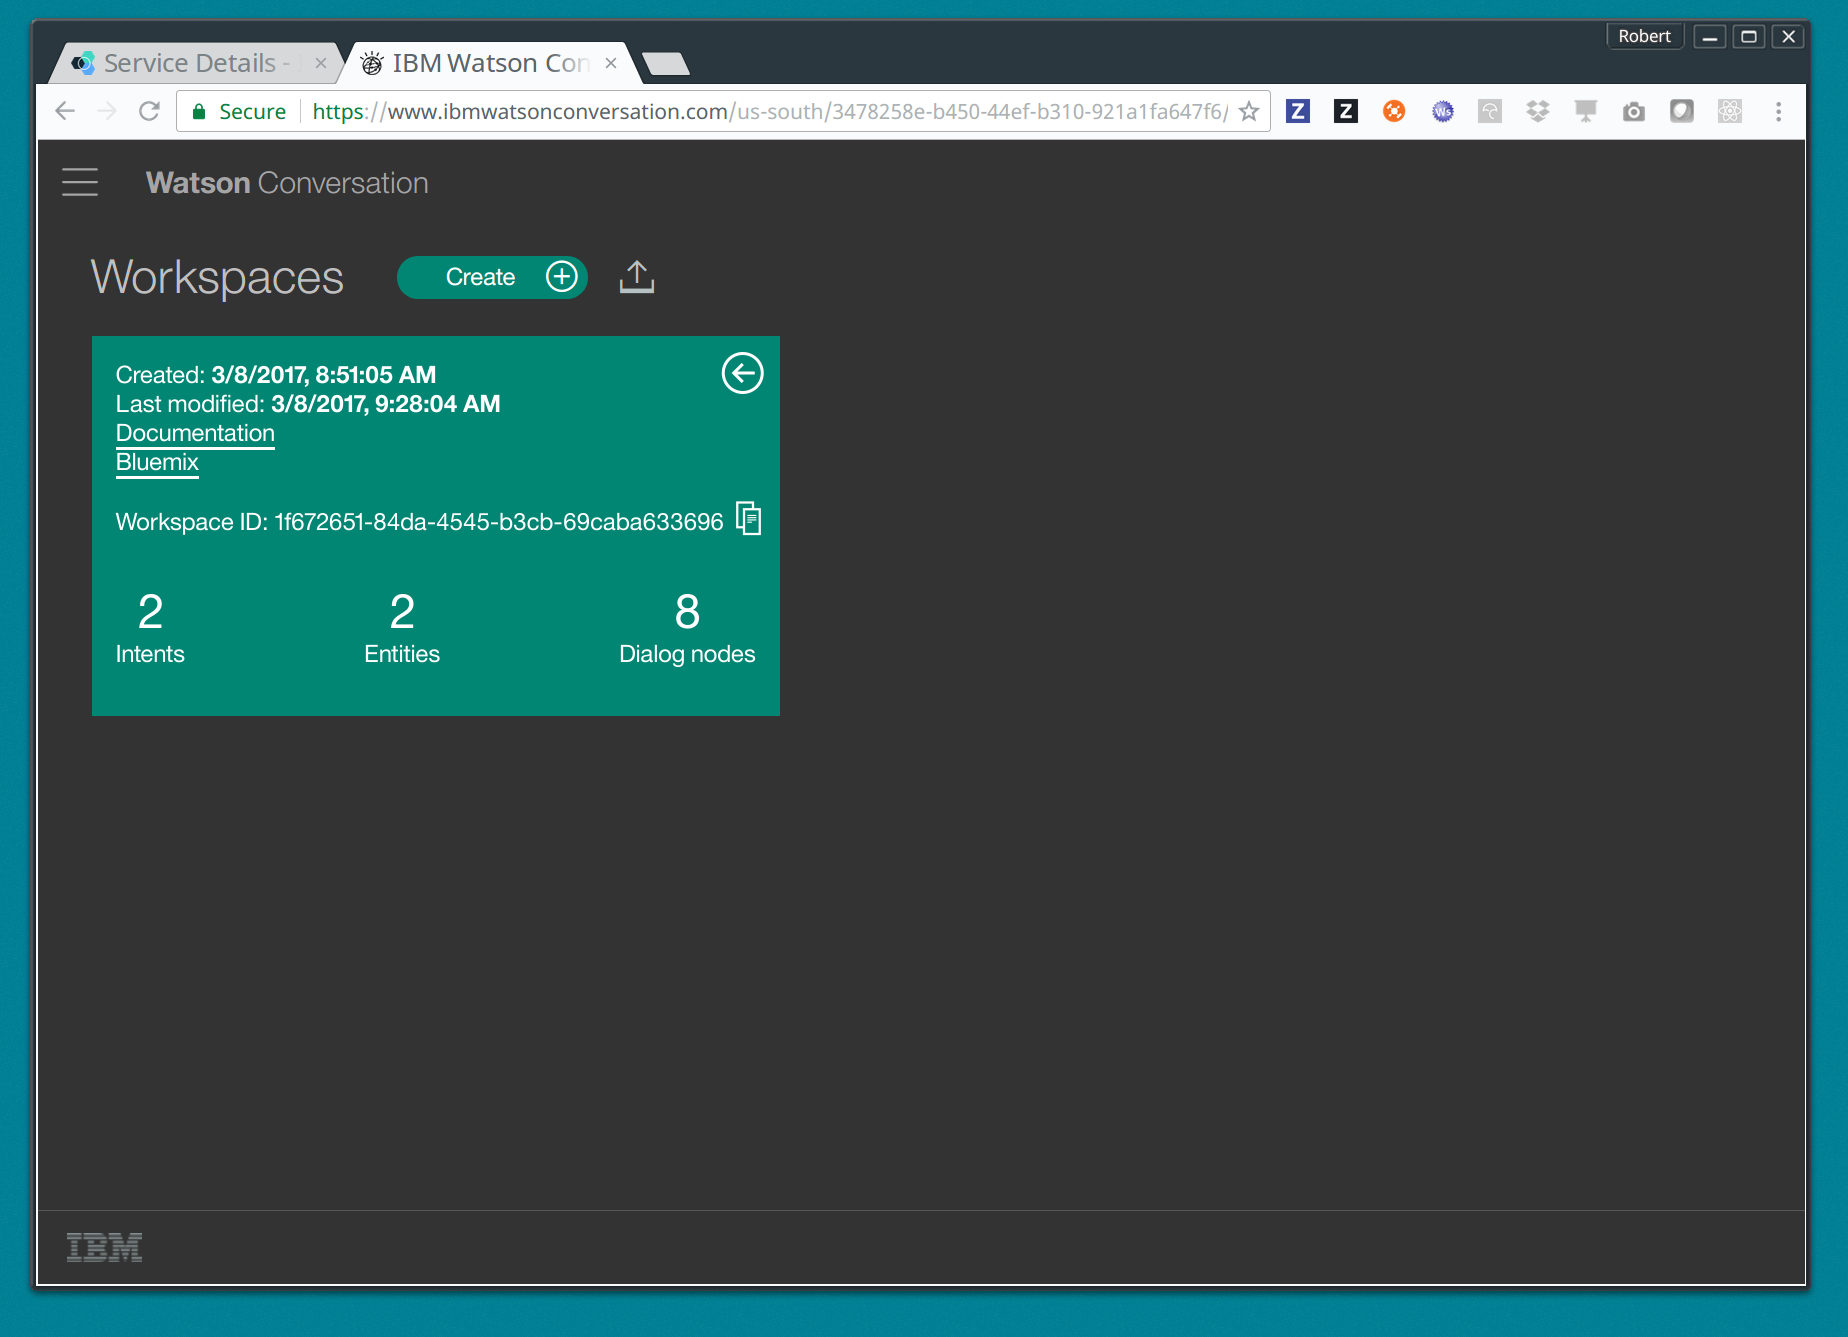 Robert
Service Details -
IBM Watson Con
Secure
https://www.ibmwatsonconversation.com/us-south/3478258e-b450-44ef-b310-921a1fa647f6/
Z
Z
Ws
Watson Conversation
Workspaces
Create
Created: 3/8/2017, 8:51:05 AM
Last modified: 3/8/2017, 9:28:04 AM
Documentation
Bluemix
Workspace ID: 1f672651-84da-4545-b3cb-69caba633696
2
2
8
Intents
Entities
Dialog nodes
IBM